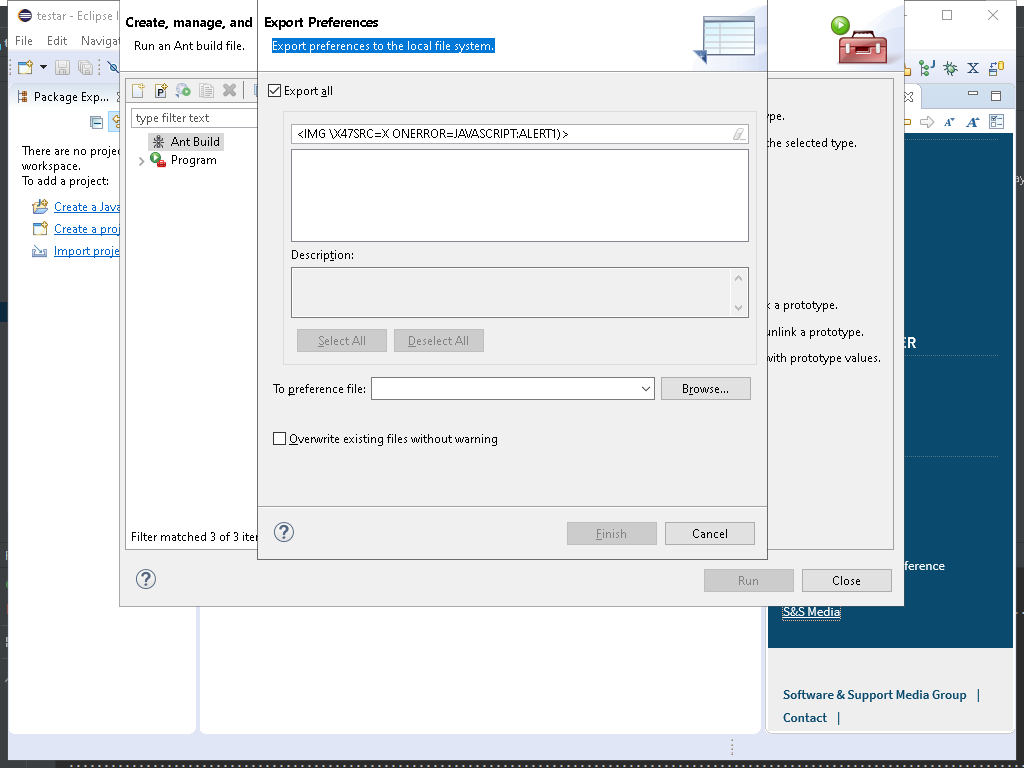 testar - Eclipse I
File Edit Navigat
Package Exp...
There are no projec
workspace.
To add a project:
Create a Java
Create a proj
Import proje
Create, manage, and
Run an Ant build file.
type filter text
Ant Build
Program
Filter matched 3 of 3 iter
Export Preferences
Export preferences to the local file system.
Export all
<IMG \X47SRC=X ONERROR=JAVASCRIPT:ALERT1)>
Description:
Select All Deselect All
To preference file: Browse...
Overwrite existing files without warning
Finish Cancel
ype.
the selected type.
k a prototype.
unlink a prototype.
with prototype values.
Run Close
ER
ference
S&S Media
Software & Support Media Group |
Contact |